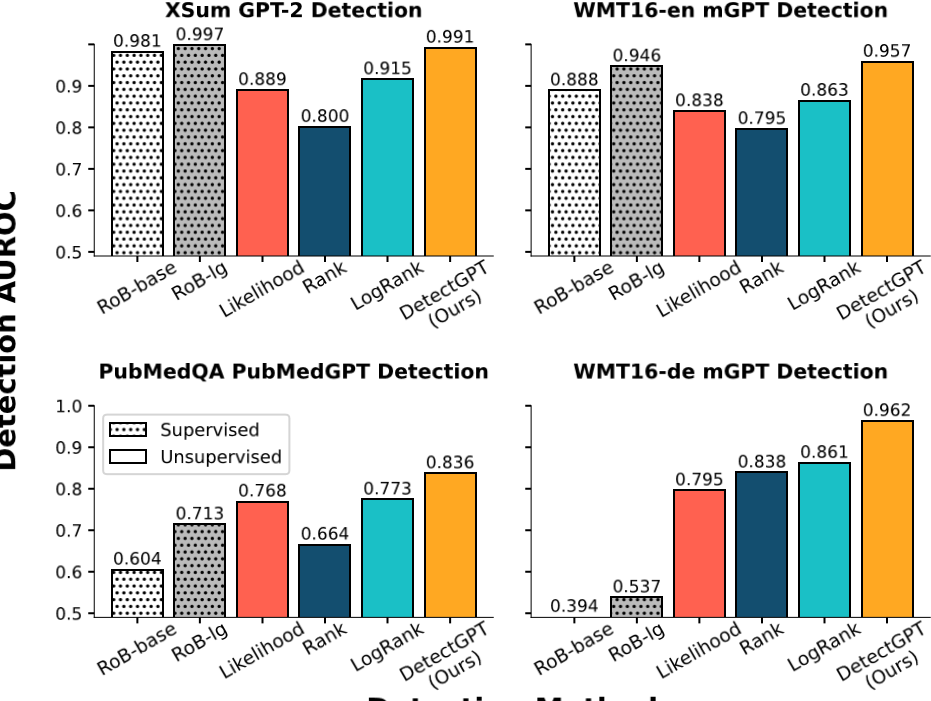 XSum GPT-2 Detection
0.981
0.997
0.889
0.800
0.915
0.991
0.9
0.8
0.7
0.6
0.5
RoB-base
RoB-lg
Likelihood
Rank
LogRank
DetectGPT
(Ours)
WMT16-en mGPT Detection
0.888
0.946
0.838
0.795
0.863
0.957
RoB-base
RoB-lg
Likelihood
Rank
LogRank
DetectGPT
(Ours)
Detection AUROC
PubMedQA PubMedGPT Detection
1.0
0.9
0.8
0.7
0.6
0.5
Supervised
Unsupervised
0.604
0.713
0.768
0.664
0.773
0.836
RoB-base
RoB-lg
Likelihood
Rank
LogRank
DetectGPT
(Ours)
WMT16-de mGPT Detection
0.394
0.537
0.795
0.838
0.861
0.962
RoB-base
RoB-lg
Likelihood
Rank
LogRank
DetectGPT
(Ours)